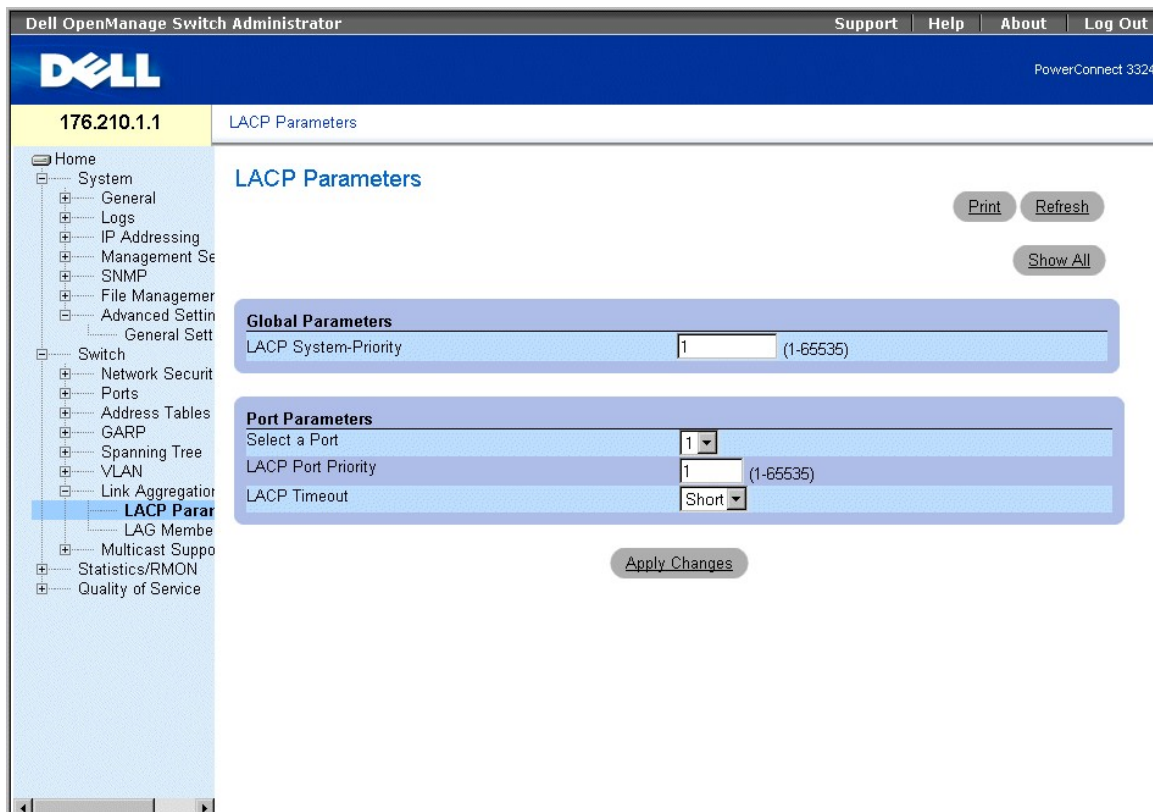 Dell OpenManage Switch Administrator Support Help About Log Out
DELL
PowerConnect 3324
176.210.1.1
LACP Parameters
Home
System
General
Logs
IP Addressing
Management Se
SNMP
File Managemer
Advanced Settin
General Sett
Switch
Network Securit
Ports
Address Tables
GARP
Spanning Tree
VLAN
Link Aggregation
LACP Parar
LAG Membe
Multicast Suppo
Statistics/RMON
Quality of Service
LACP Parameters
Print Refresh
Show All
Global Parameters
LACP System-Priority 1 (1-65535)
Port Parameters
Select a Port 1
LACP Port Priority 1 (1-65535)
LACP Timeout Short
Apply Changes